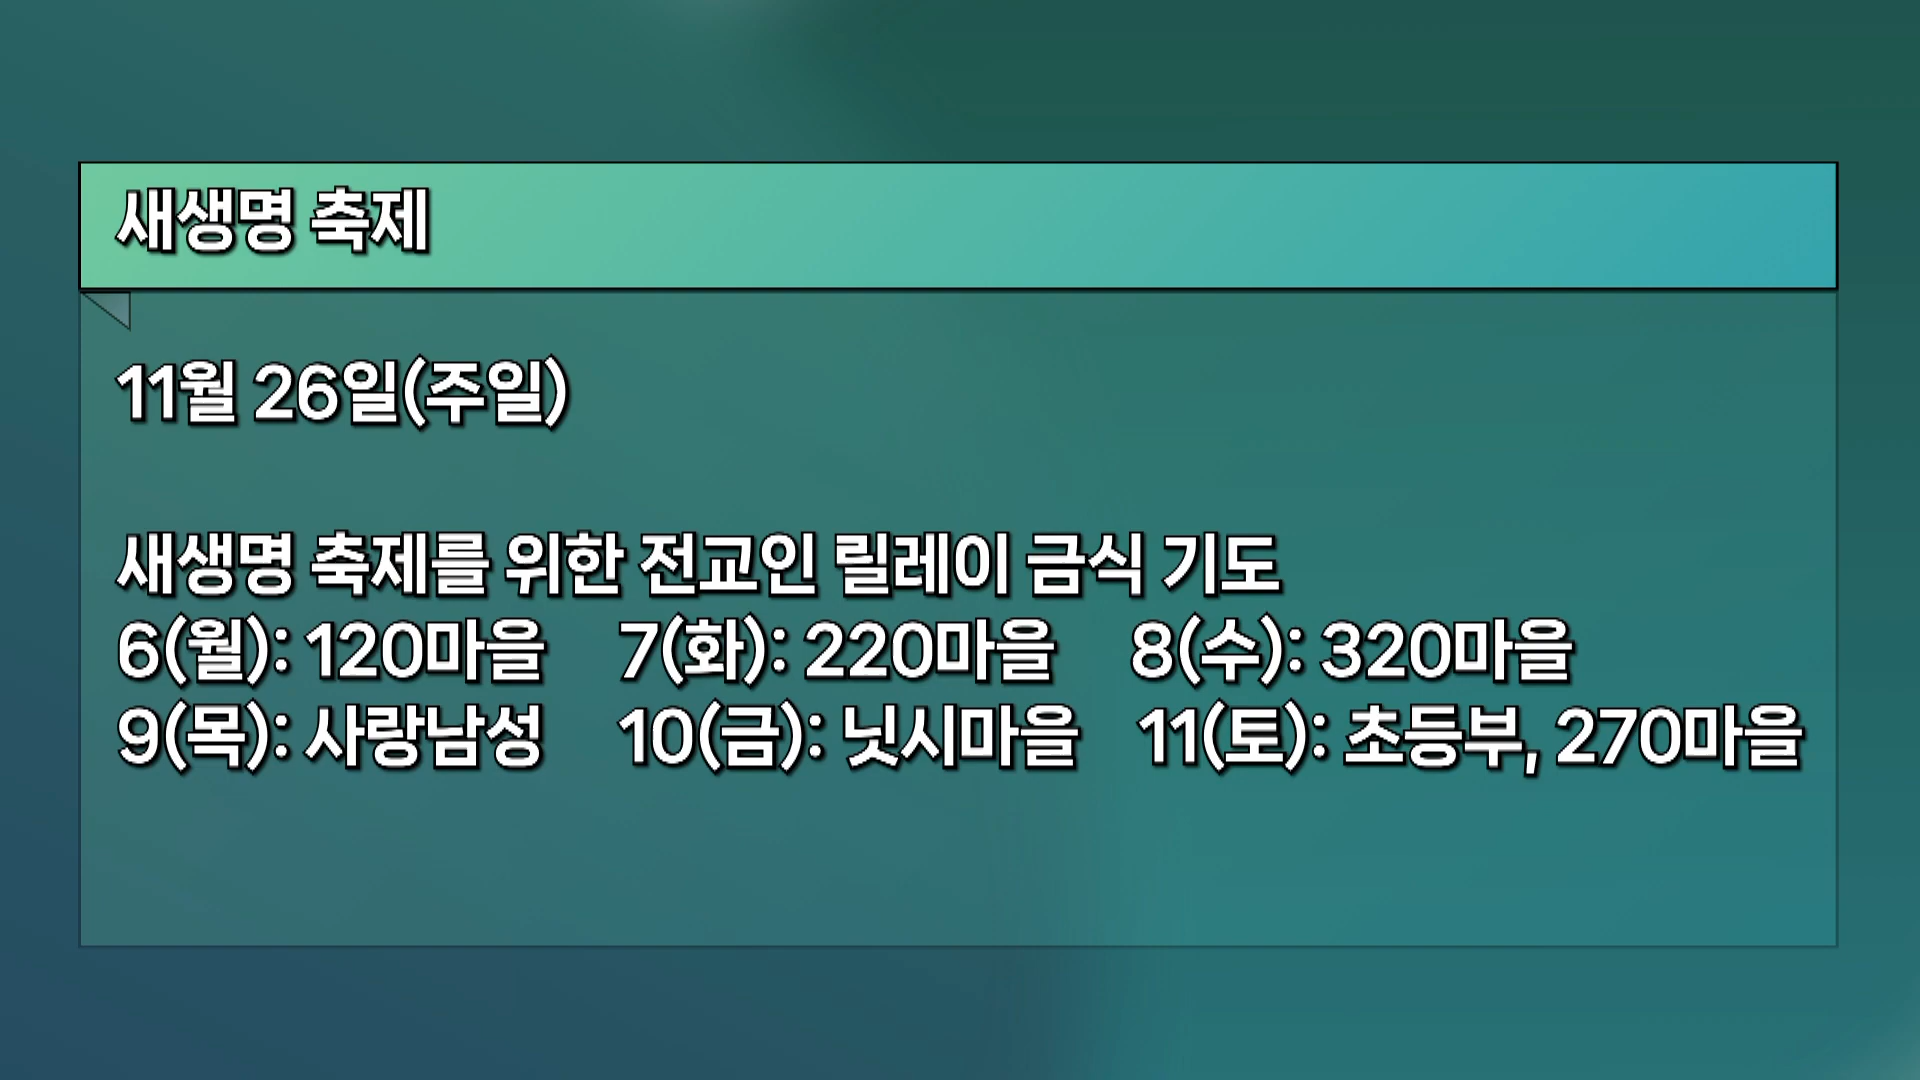 새생명 축제
11월 26일(주일)
새생명 축제를 위한 전교인 릴레이 금식 기도
6(월): 120마을 7(화): 220마을 8(수): 320마을
9(목): 사랑남성 10(금): 닛시마을 11(토): 초등부, 270마을